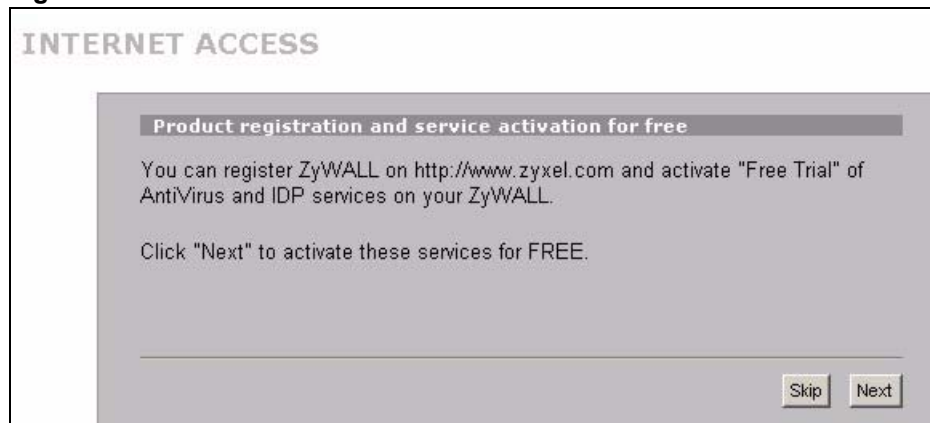 INTERNET ACCESS
Product registration and service activation for free
You can register ZyWALL on http://www.zyxel.com and activate "Free Trial" of
AntiVirus and IDP services on your ZyWALL.
Click "Next" to activate these services for FREE.
Skip Next